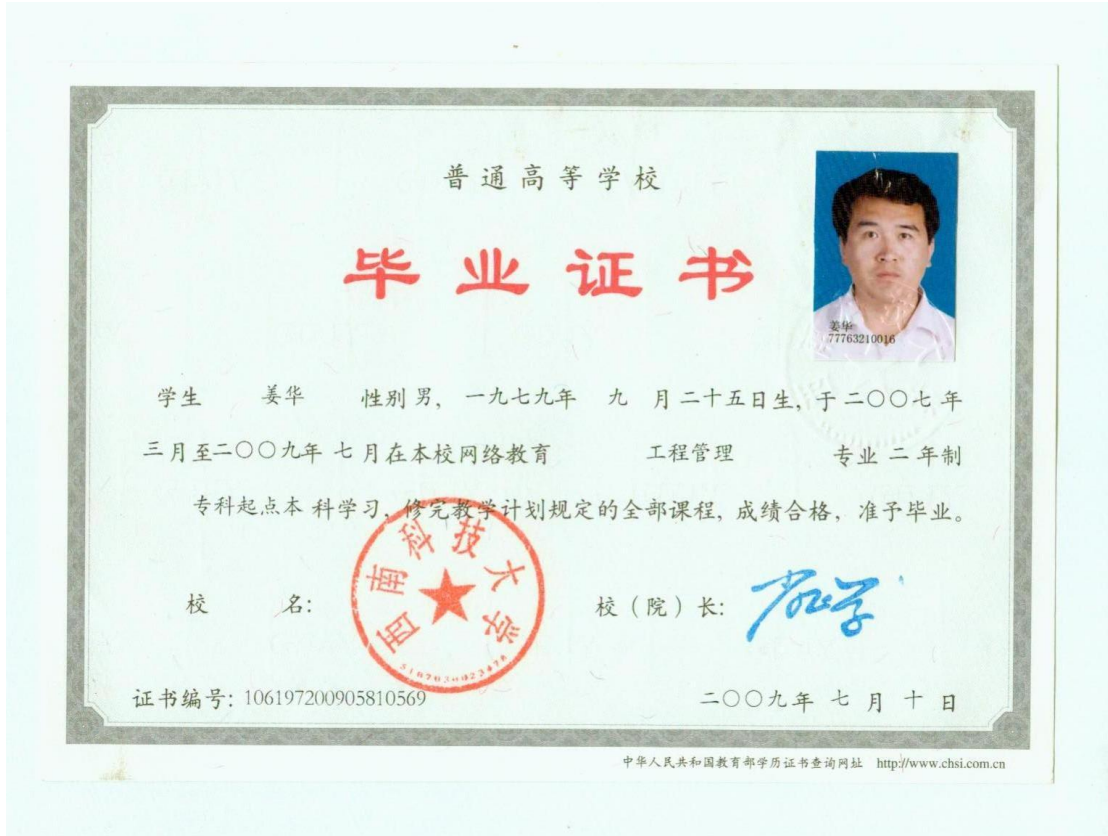 普通高等学校
毕业证书
姜华
77763210016
学生 姜华 性别 男, 一九七九年 九 月 二十五日生, 于 二〇〇七 年
三 月至二〇〇九年 七 月在本校网络教育 工程管理 专业 二 年制
专科起点本 科学习, 修完教学计划规定的全部课程, 成绩合格, 准予毕业。
校 名: 西南科技大学 校(院)长:
证书编号: 106197200905810569 二〇〇九年 七 月 十 日
中华人民共和国教育部学历证书查询网址 http://www.chsi.com.cn